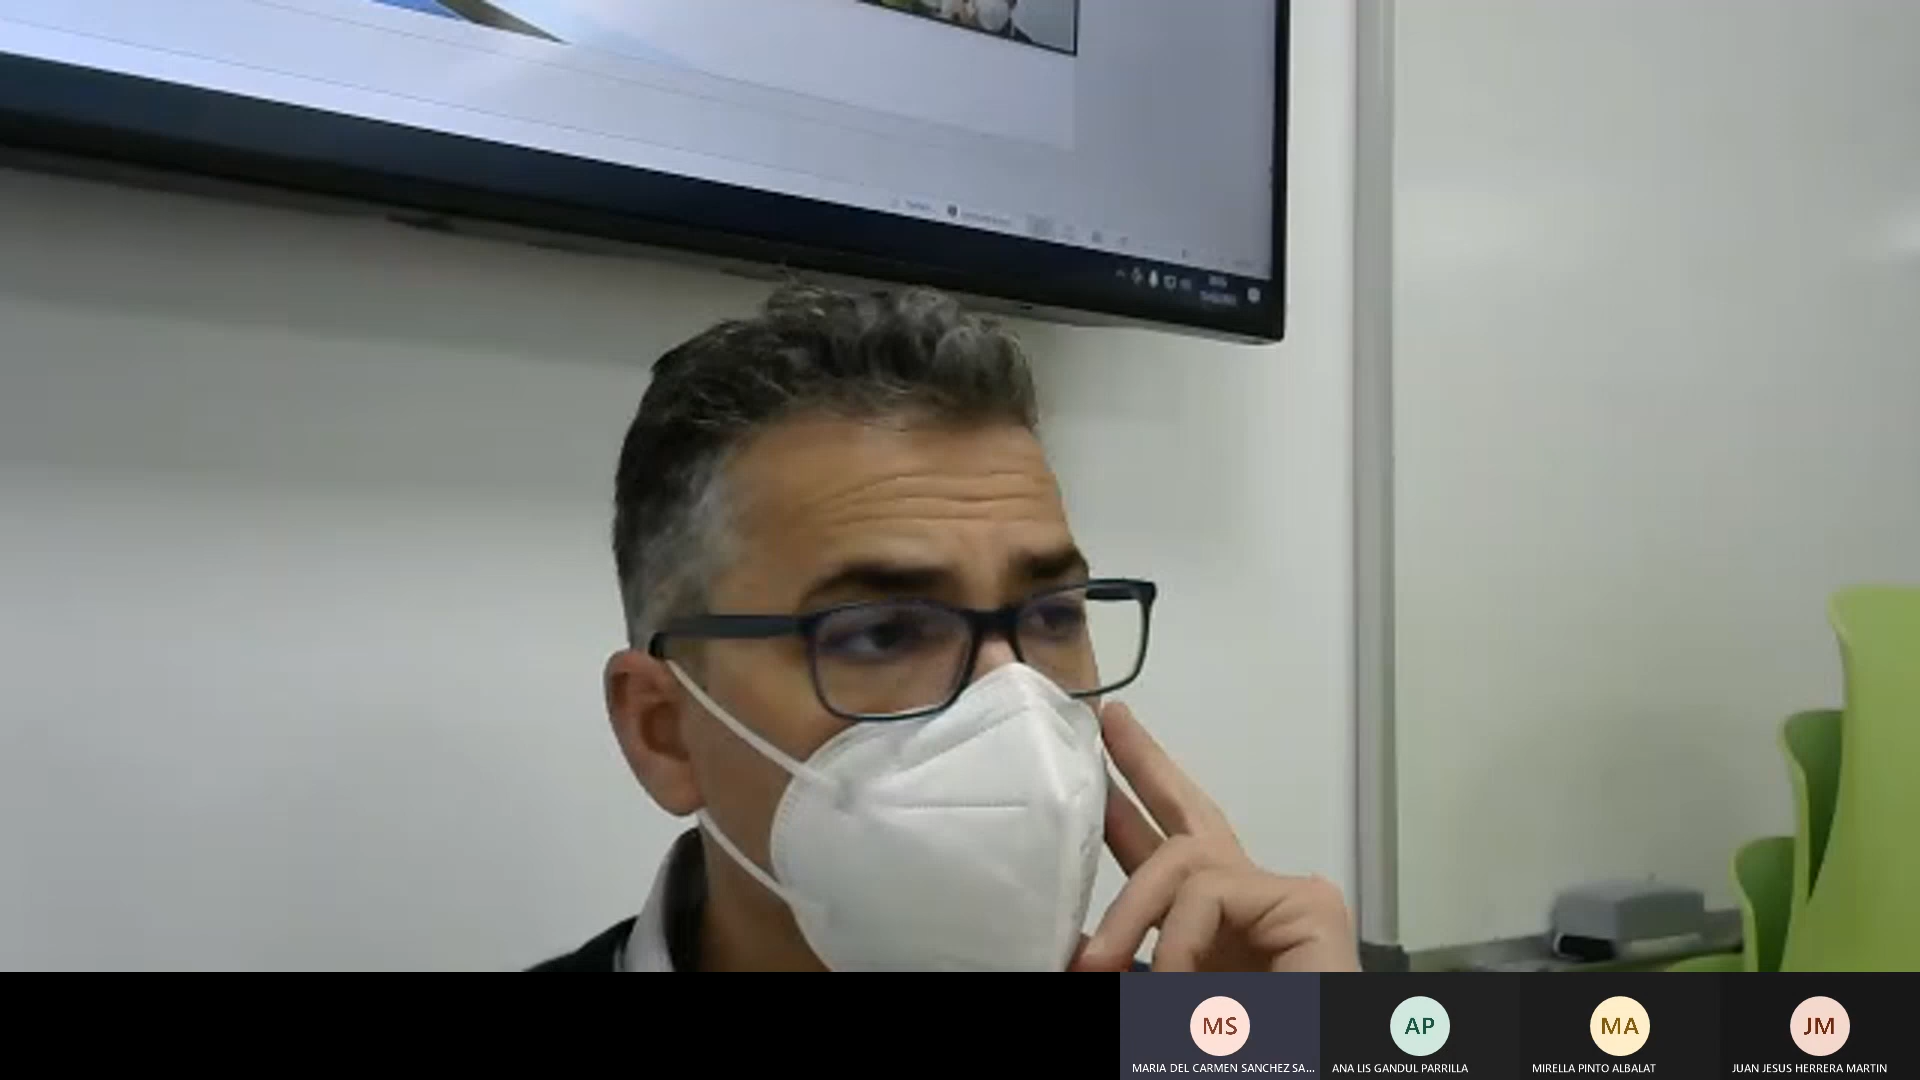 MS
AP
MA
JM
MARIA DEL CARMEN SANCHEZ SA...
ANA LIS GANDUL PARRILLA
MIRELLA PINTO ALBALAT
JUAN JESUS HERRERA MARTIN